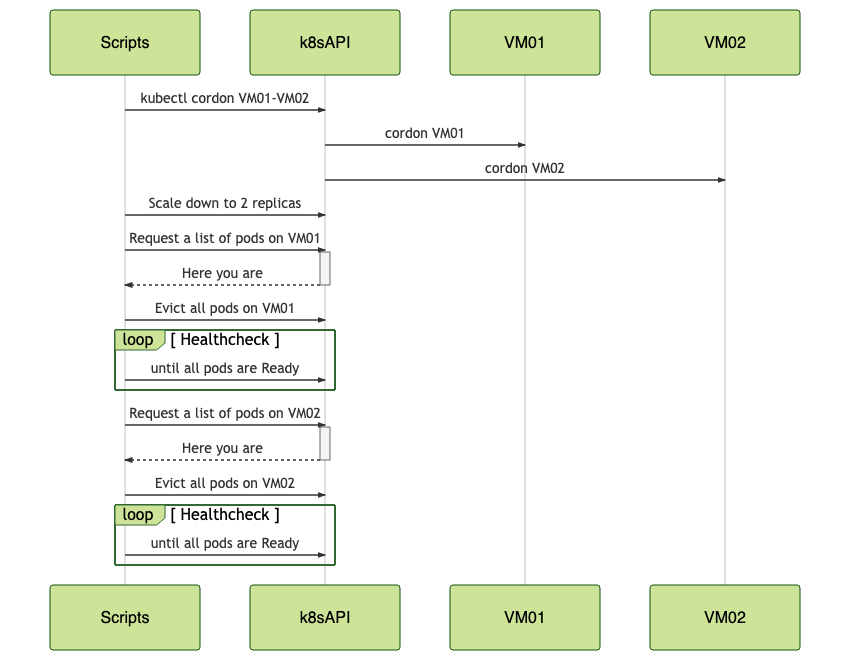 Scripts
k8sAPI
VM01
VM02
kubectl cordon VM01-VM02
cordon VM01
cordon VM02
Scale down to 2 replicas
Request a list of pods on VM01
Here you are
Evict all pods on VM01
loop [ Healthcheck ]
until all pods are Ready
Request a list of pods on VM02
Here you are
Evict all pods on VM02
loop [ Healthcheck ]
until all pods are Ready
Scripts
k8sAPI
VM01
VM02